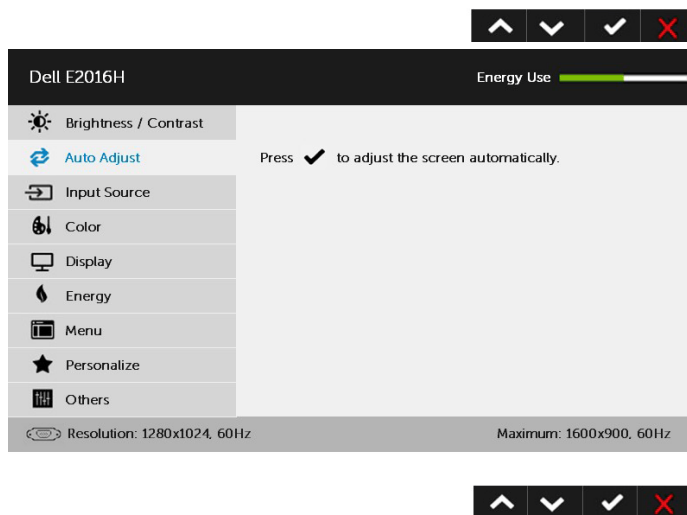 Dell E2016H
Energy Use
Brightness / Contrast
Auto Adjust
Press to adjust the screen automatically.
Input Source
Color
Display
Energy
Menu
Personalize
Others
Resolution: 1280x1024, 60Hz
Maximum: 1600x900, 60Hz